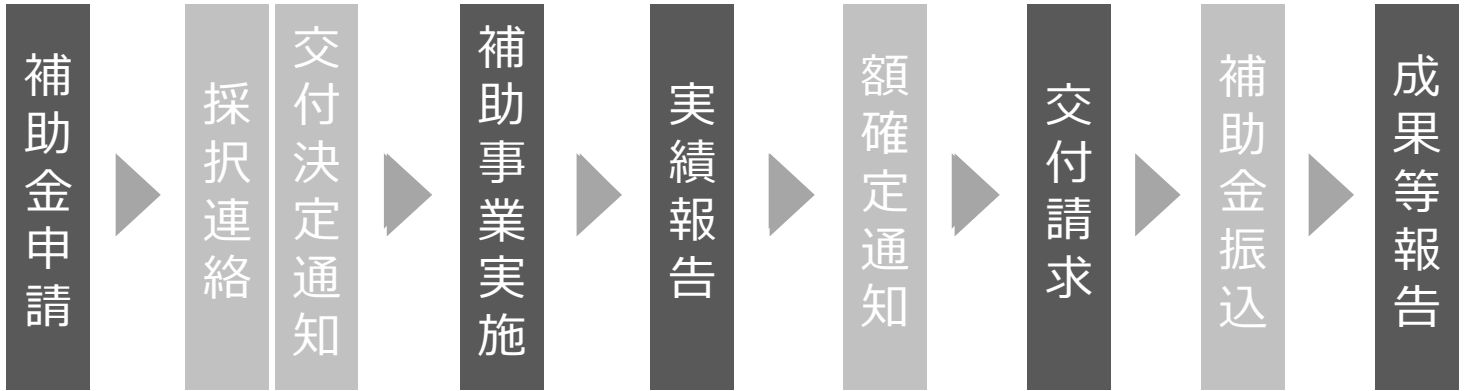 補助金申請
採択連絡
交付決定通知
補助事業実施
実績報告
額確定通知
交付請求
補助金振込
成果等報告